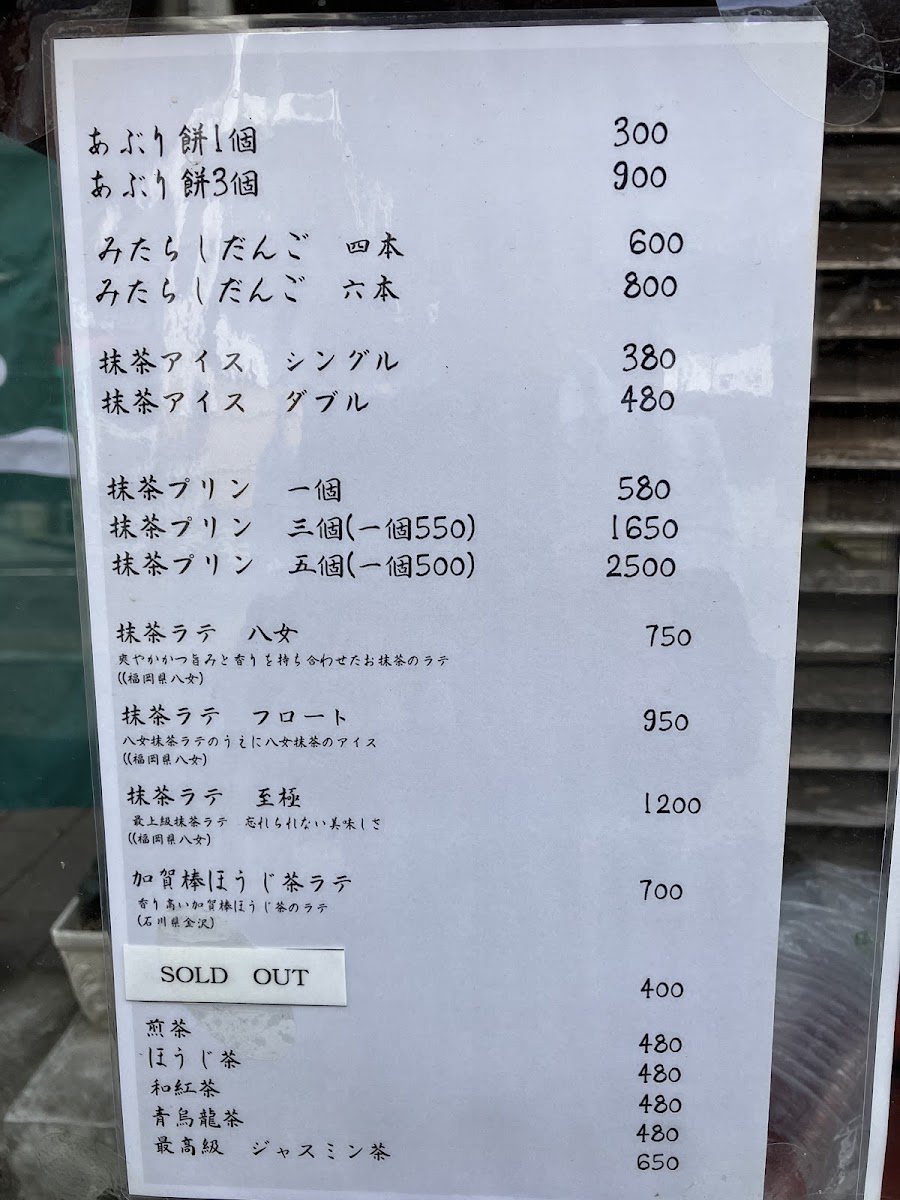 あぶり餅1個 300
あぶり餅3個 900
みたらしだんご 四本 600
みたらしだんご 六本 800
抹茶アイス シングル 380
抹茶アイス ダブル 480
抹茶プリン 一個 580
抹茶プリン 三個(一個550) 1650
抹茶プリン 五個(一個500) 2500
抹茶ラテ 八女 750
爽やかかつ旨みと香りを持ち合わせたお抹茶のラテ
((福岡県八女)
抹茶ラテ フロート 950
八女抹茶ラテのうえに八女抹茶のアイス
((福岡県八女)
抹茶ラテ 至極 1200
最上級抹茶ラテ 忘れられない美味しさ
((福岡県八女)
加賀棒ほうじ茶ラテ 700
香り高い加賀棒ほうじ茶のラテ
(石川県金沢)
SOLD OUT 400
煎茶 480
ほうじ茶 480
和紅茶 480
青烏龍茶 480
最高級 ジャスミン茶 650